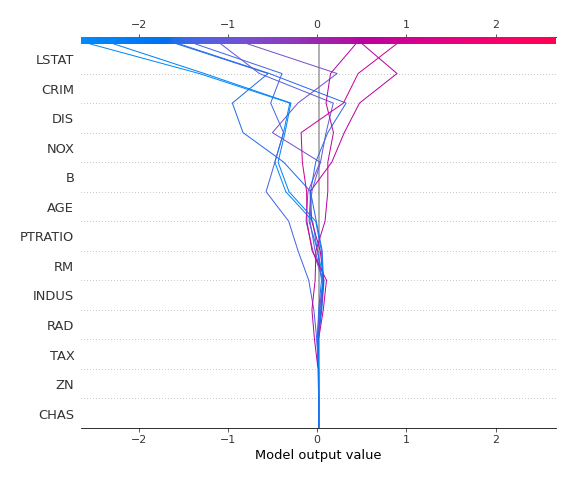 −2 −1 0 1 2
LSTAT
CRIM
DIS
NOX
B
AGE
PTRATIO
RM
INDUS
RAD
TAX
ZN
CHAS
−2 −1 0 1 2
Model output value